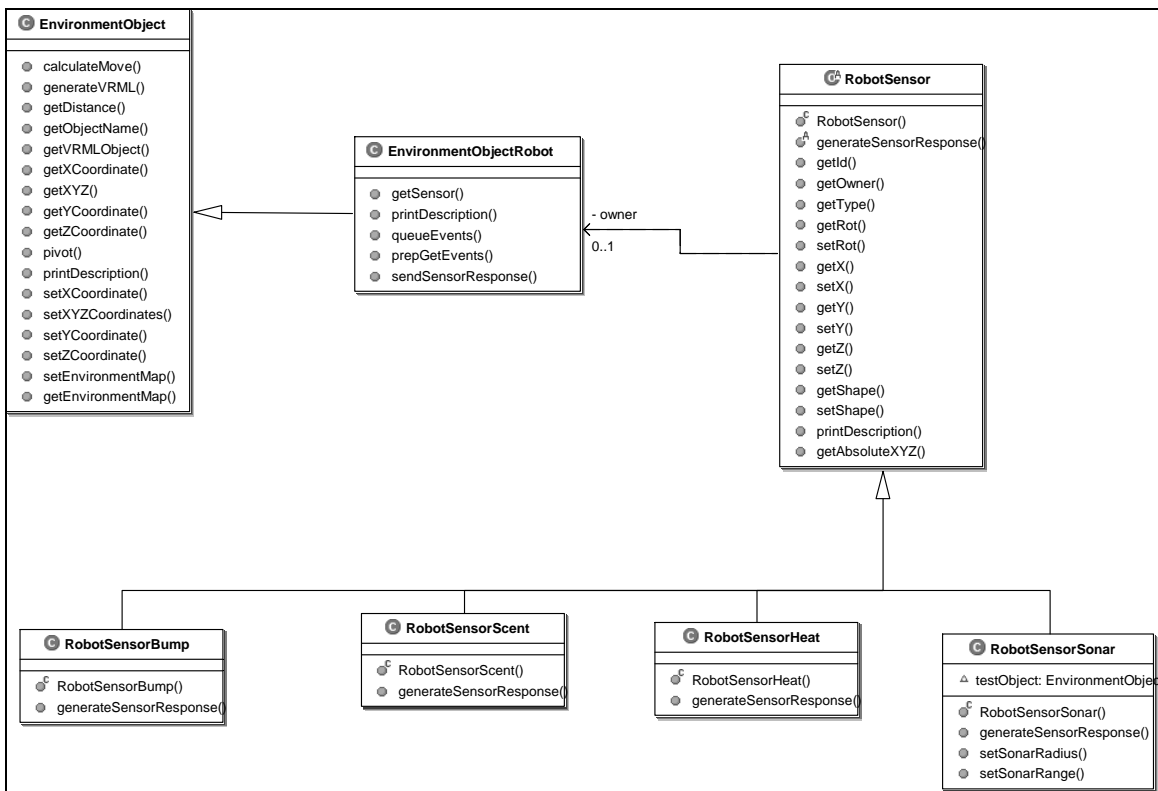 C EnvironmentObject
calculateMove()
generateVRML()
getDistance()
getObjectName()
getVRMLObject()
getXCoordinate()
getXYZ()
getYCoordinate()
getZCoordinate()
pivot()
printDescription()
setXCoordinate()
setXYZCoordinates()
setYCoordinate()
setZCoordinate()
setEnvironmentMap()
getEnvironmentMap()
C EnvironmentObjectRobot
getSensor()
printDescription()
queueEvents()
prepGetEvents()
sendSensorResponse()
- owner
0..1
C A RobotSensor
C RobotSensor()
A generateSensorResponse()
getId()
getOwner()
getType()
getRot()
setRot()
getX()
setX()
getY()
setY()
getZ()
setZ()
getShape()
setShape()
printDescription()
getAbsoluteXYZ()
C RobotSensorBump
C RobotSensorBump()
generateSensorResponse()
C RobotSensorScent
C RobotSensorScent()
generateSensorResponse()
C RobotSensorHeat
C RobotSensorHeat()
generateSensorResponse()
C RobotSensorSonar
testObject: EnvironmentObjec
C RobotSensorSonar()
generateSensorResponse()
setSonarRadius()
setSonarRange()